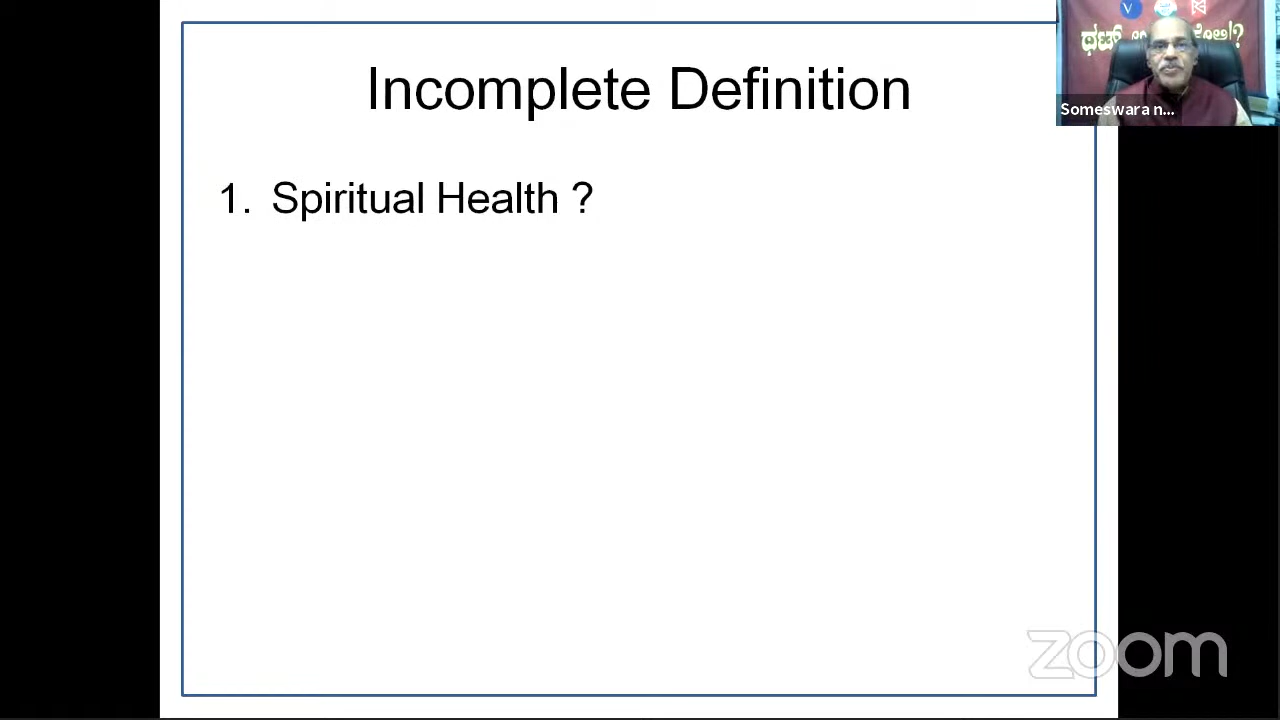 Incomplete Definition
1. Spiritual Health ?
Someswara n...
zoom